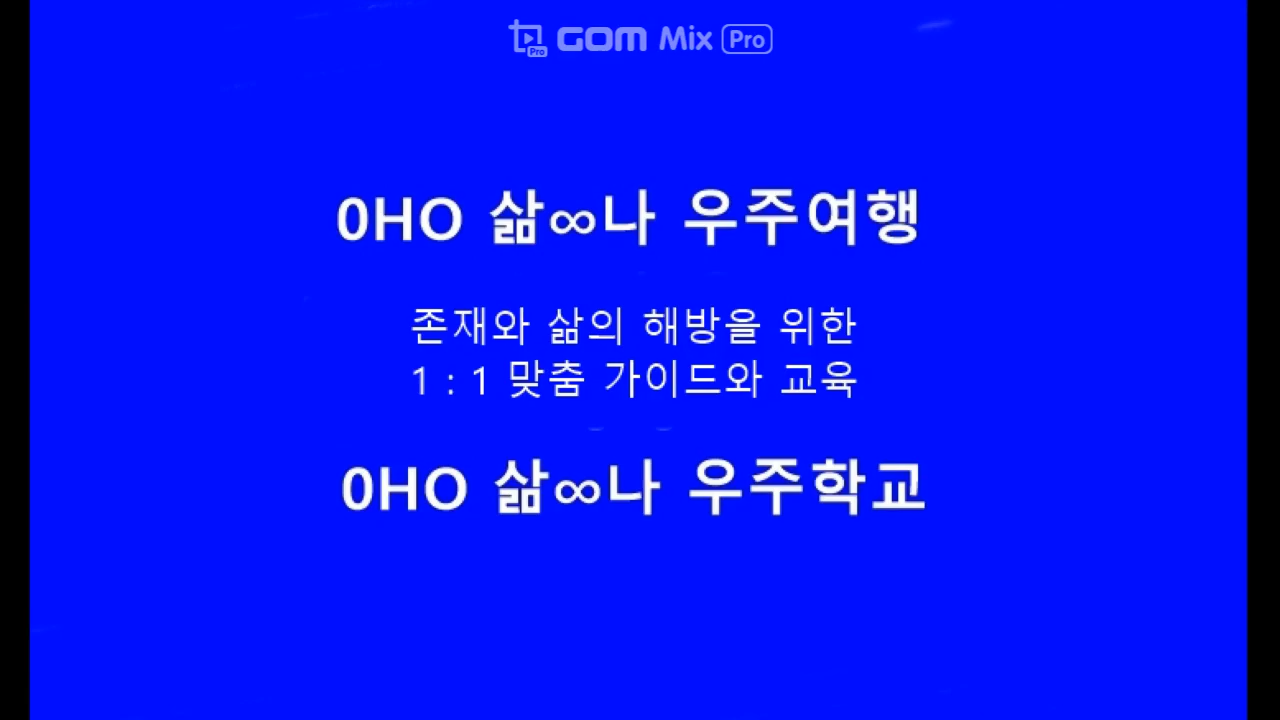 GOM Mix Pro
0HO 삶∞나 우주여행
존재와 삶의 해방을 위한
1 : 1 맞춤 가이드와 교육
0HO 삶∞나 우주학교